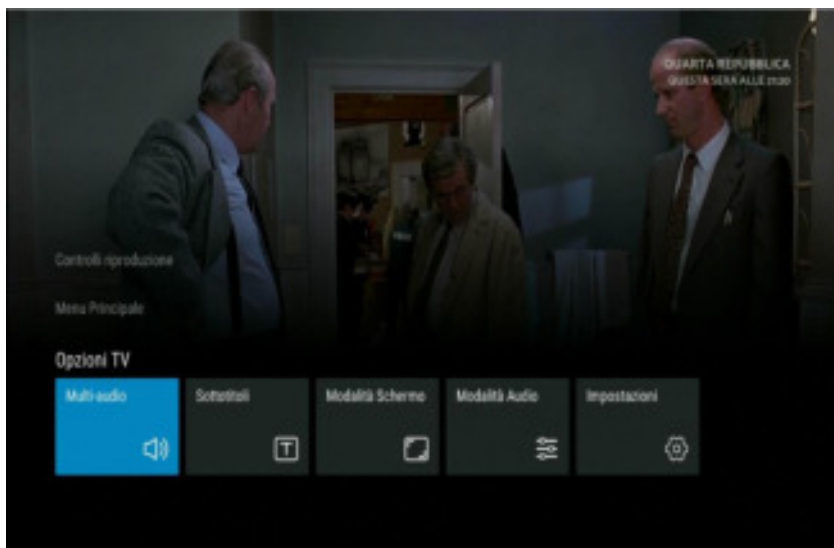 QUARTA REPUBBLICA
QUESTA SERA ALLE 21:20
Controlli riproduzione
Menu Principale
Opzioni TV
Multi-audio
Sottotitoli
Modalità Schermo
Modalità Audio
Impostazioni
T